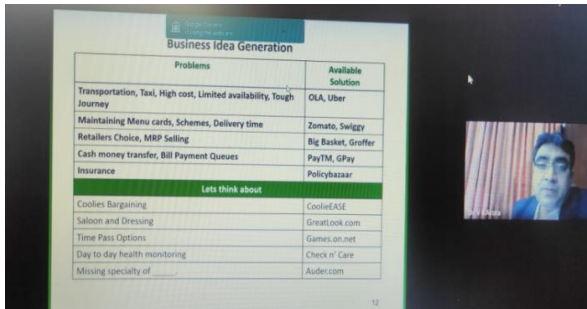 Business Idea Generation
Problems
Available
Solution
Transportation, Taxi, High cost, Limited availability, Tough
Journey
OLA, Uber
Maintaining Menu cards, Schemes, Delivery time
Zomato, Swiggy
Retailers Choice, MRP Selling
Big Basket, Groffer
Cash money transfer, Bill Payment Queues
PayTM, GPay
Insurance
Policybazaar
Lets think about
Coolies Bargaining
CoolieEASE
Saloon and Dressing
GreatLook.com
Time Pass Options
Games.on.net
Day to day health monitoring
Check n' Care
Missing specialty of _____.
Auder.com
12